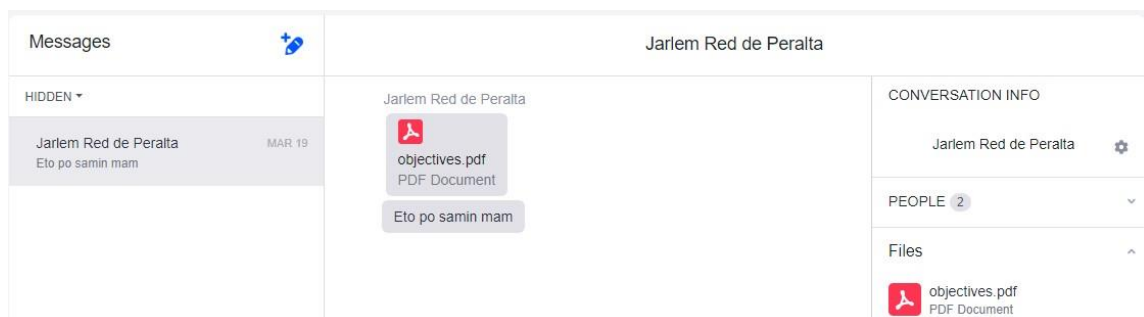 Messages
Jarlem Red de Peralta
HIDDEN
Jarlem Red de Peralta MAR 19
Eto po samin mam
Jarlem Red de Peralta
objectives.pdf
PDF Document
Eto po samin mam
CONVERSATION INFO
Jarlem Red de Peralta
PEOPLE 2
Files
objectives.pdf
PDF Document